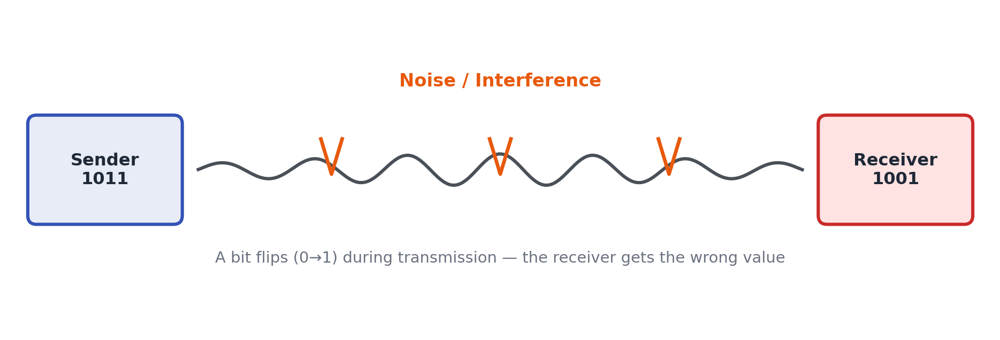 Noise / Interference
Sender
1011
Receiver
1001
A bit flips (0→1) during transmission — the receiver gets the wrong value